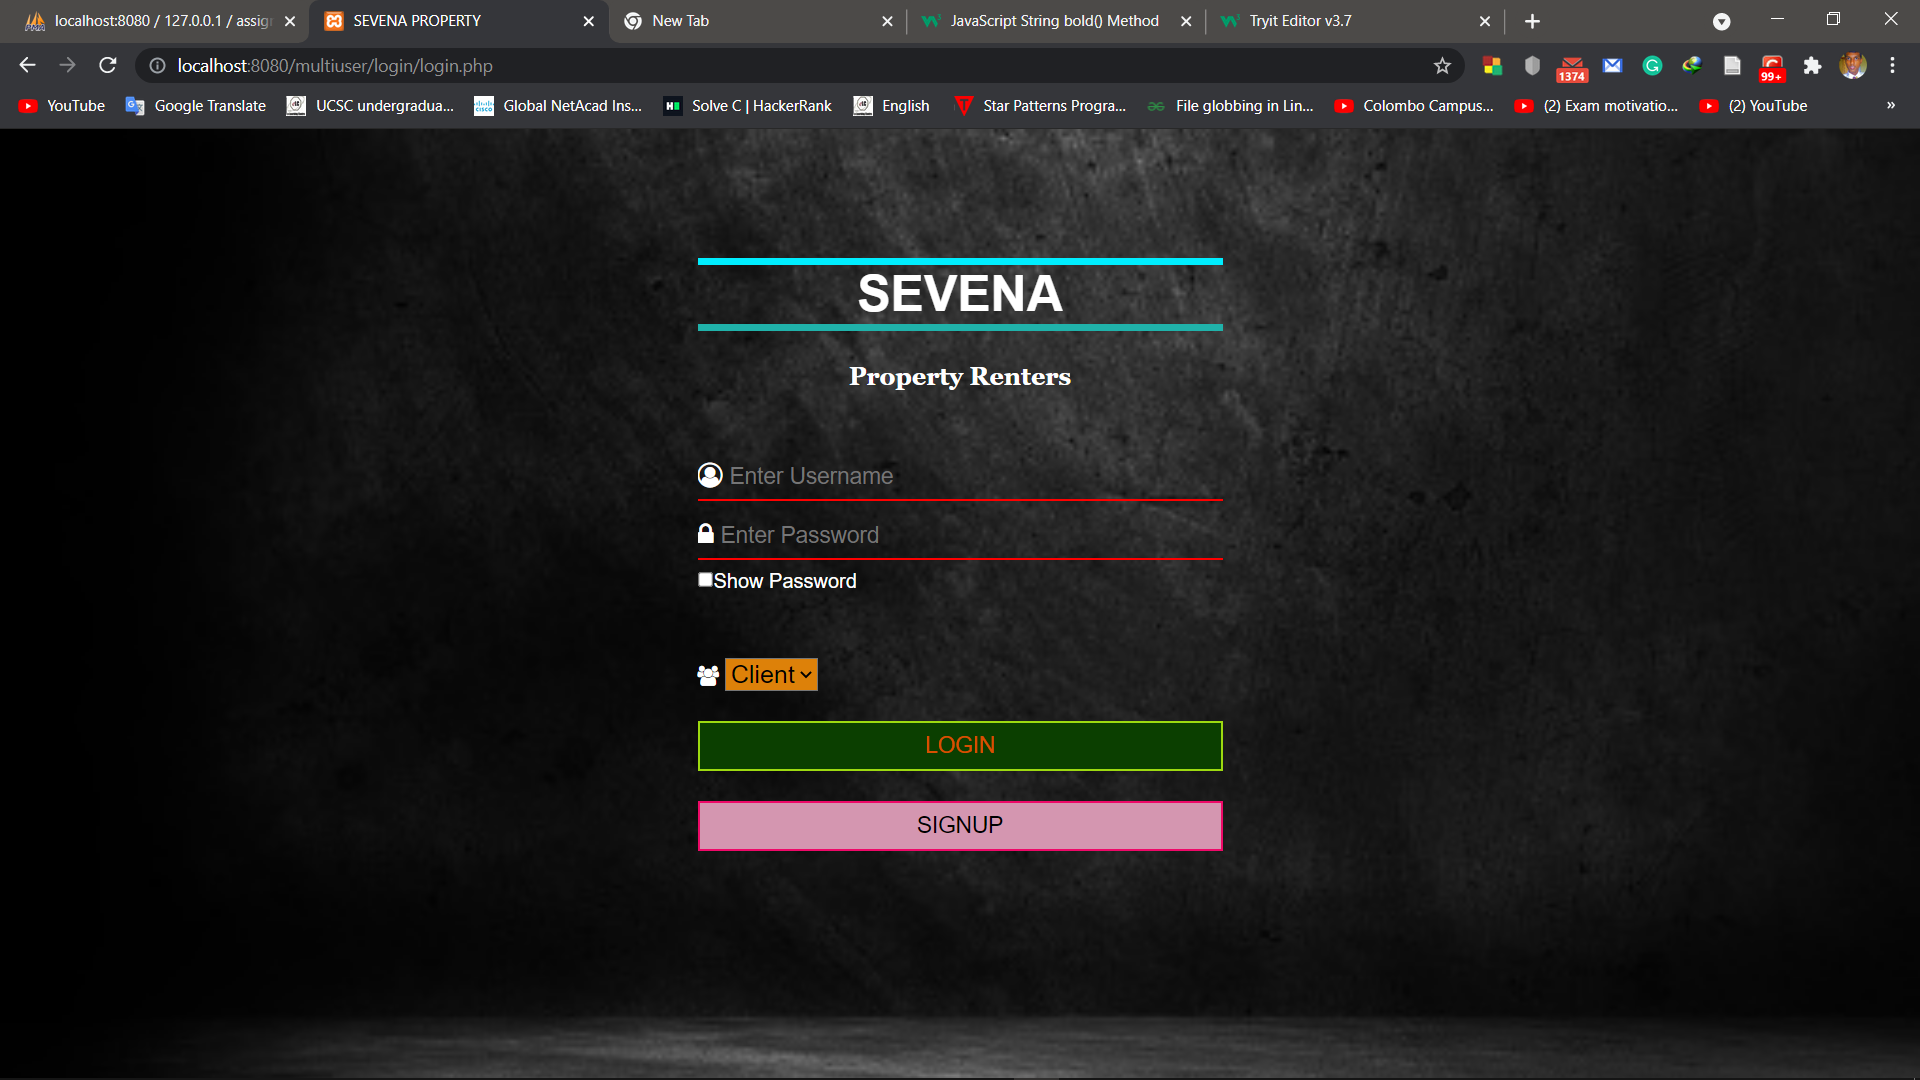 localhost:8080 / 127.0.0.1 / assig
SEVENA PROPERTY
New Tab
JavaScript String bold() Method
Tryit Editor v3.7
localhost:8080/multiuser/login/login.php
1374
99+
YouTube
Google Translate
UCSC undergradua...
Global NetAcad Ins...
Solve C | HackerRank
English
Star Patterns Progra...
File globbing in Lin...
Colombo Campus...
(2) Exam motivatio...
(2) YouTube
»
SEVENA
Property Renters
Enter Username
Enter Password
Show Password
Client
LOGIN
SIGNUP